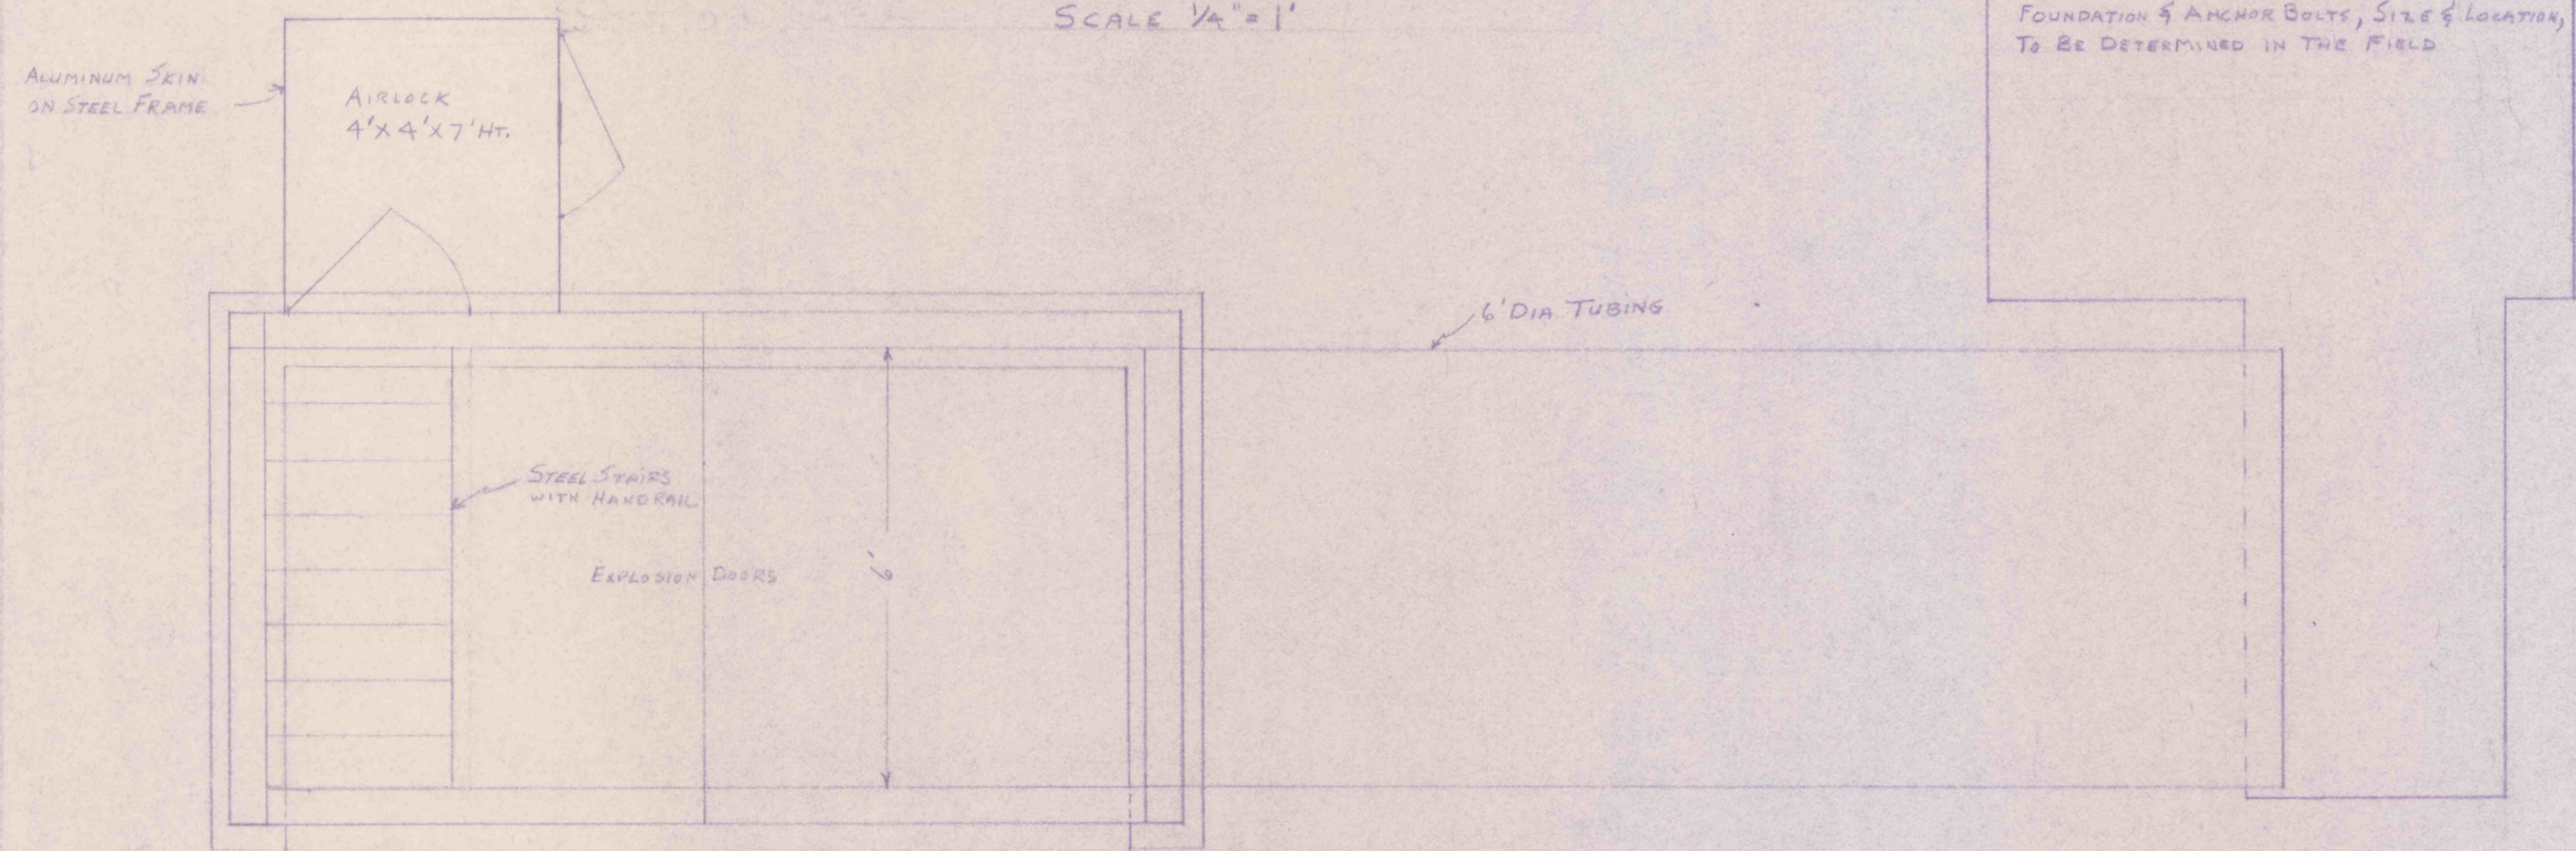 SCALE 1/4" = 1'
FOUNDATION & ANCHOR BOLTS, SIZE & LOCATION,
TO BE DETERMINED IN THE FIELD
ALUMINUM SKIN
ON STEEL FRAME
AIRLOCK
4'X4'X7'HT.
6'DIA TUBING
STEEL STAIRS
WITH HANDRAIL
EXPLOSION DOORS
6'